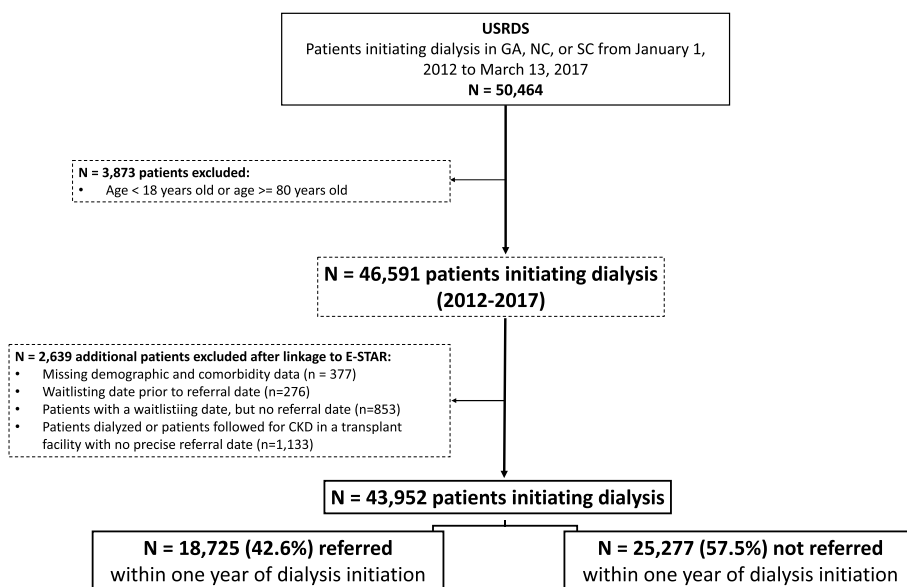 USRDS
Patients initiating dialysis in GA, NC, or SC from January 1,
2012 to March 13, 2017
N = 50,464
N = 3,873 patients excluded:
• Age < 18 years old or age >= 80 years old
N = 46,591 patients initiating dialysis
(2012-2017)
N = 2,639 additional patients excluded after linkage to E-STAR:
• Missing demographic and comorbidity data (n = 377)
• Waitlisting date prior to referral date (n=276)
• Patients with a waitlistiing date, but no referral date (n=853)
• Patients dialyzed or patients followed for CKD in a transplant
facility with no precise referral date (n=1,133)
N = 43,952 patients initiating dialysis
N = 18,725 (42.6%) referred
within one year of dialysis initiation
N = 25,277 (57.5%) not referred
within one year of dialysis initiation